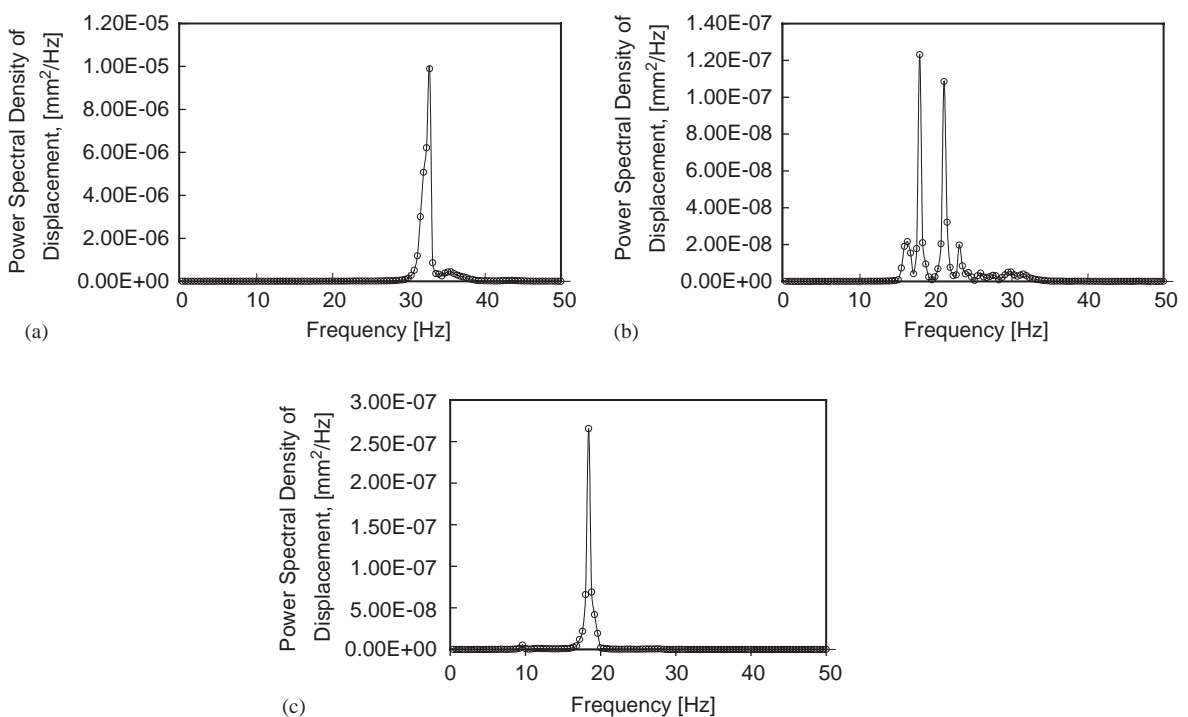 Power Spectral Density of
Displacement, [mm²/Hz]
1.20E-05
1.00E-05
8.00E-06
6.00E-06
4.00E-06
2.00E-06
0.00E+00
0 10 20 30 40 50
Frequency [Hz]
(a)
Power Spectral Density of
Displacement, [mm²/Hz]
1.40E-07
1.20E-07
1.00E-07
8.00E-08
6.00E-08
4.00E-08
2.00E-08
0.00E+00
0 10 20 30 40 50
Frequency [Hz]
(b)
Power Spectral Density of
Displacement, [mm²/Hz]
3.00E-07
2.50E-07
2.00E-07
1.50E-07
1.00E-07
5.00E-08
0.00E+00
0 10 20 30 40 50
Frequency [Hz]
(c)